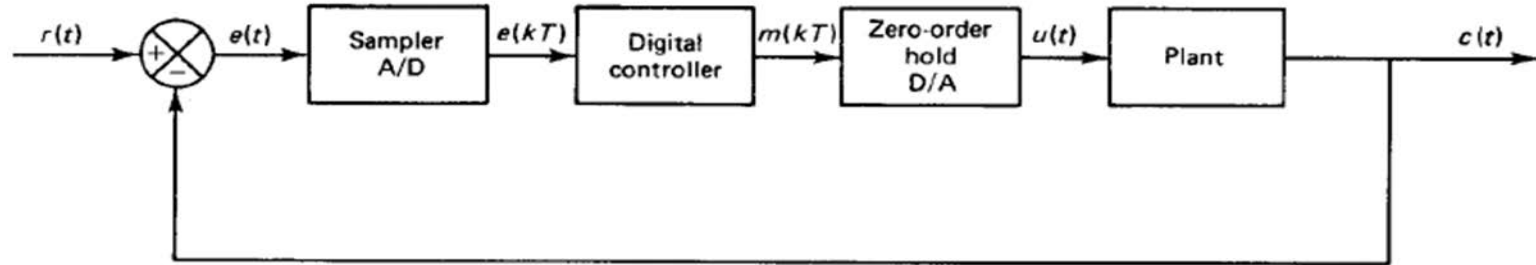 r(t)
+
−
e(t)
Sampler
A/D
e(kT)
Digital
controller
m(kT)
Zero-order
hold
D/A
u(t)
Plant
c(t)